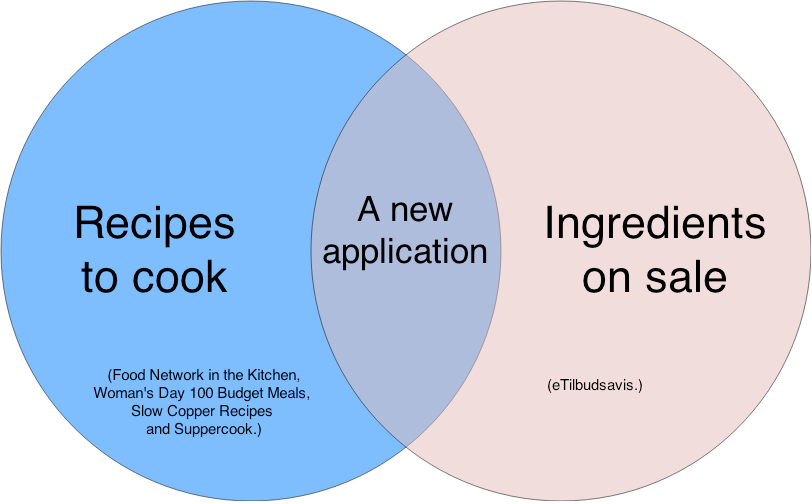 Recipes
to cook
(Food Network in the Kitchen,
Woman's Day 100 Budget Meals,
Slow Copper Recipes
and Suppercook.)
A new
application
Ingredients
on sale
(eTilbudsavis.)